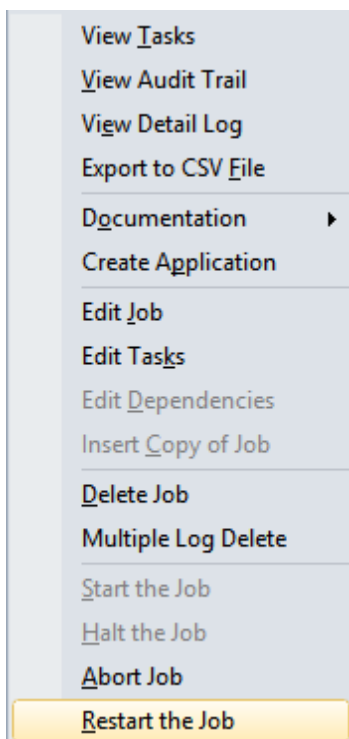 View Tasks
View Audit Trail
View Detail Log
Export to CSV File
Documentation
Create Application
Edit Job
Edit Tasks
Edit Dependencies
Insert Copy of Job
Delete Job
Multiple Log Delete
Start the Job
Halt the Job
Abort Job
Restart the Job